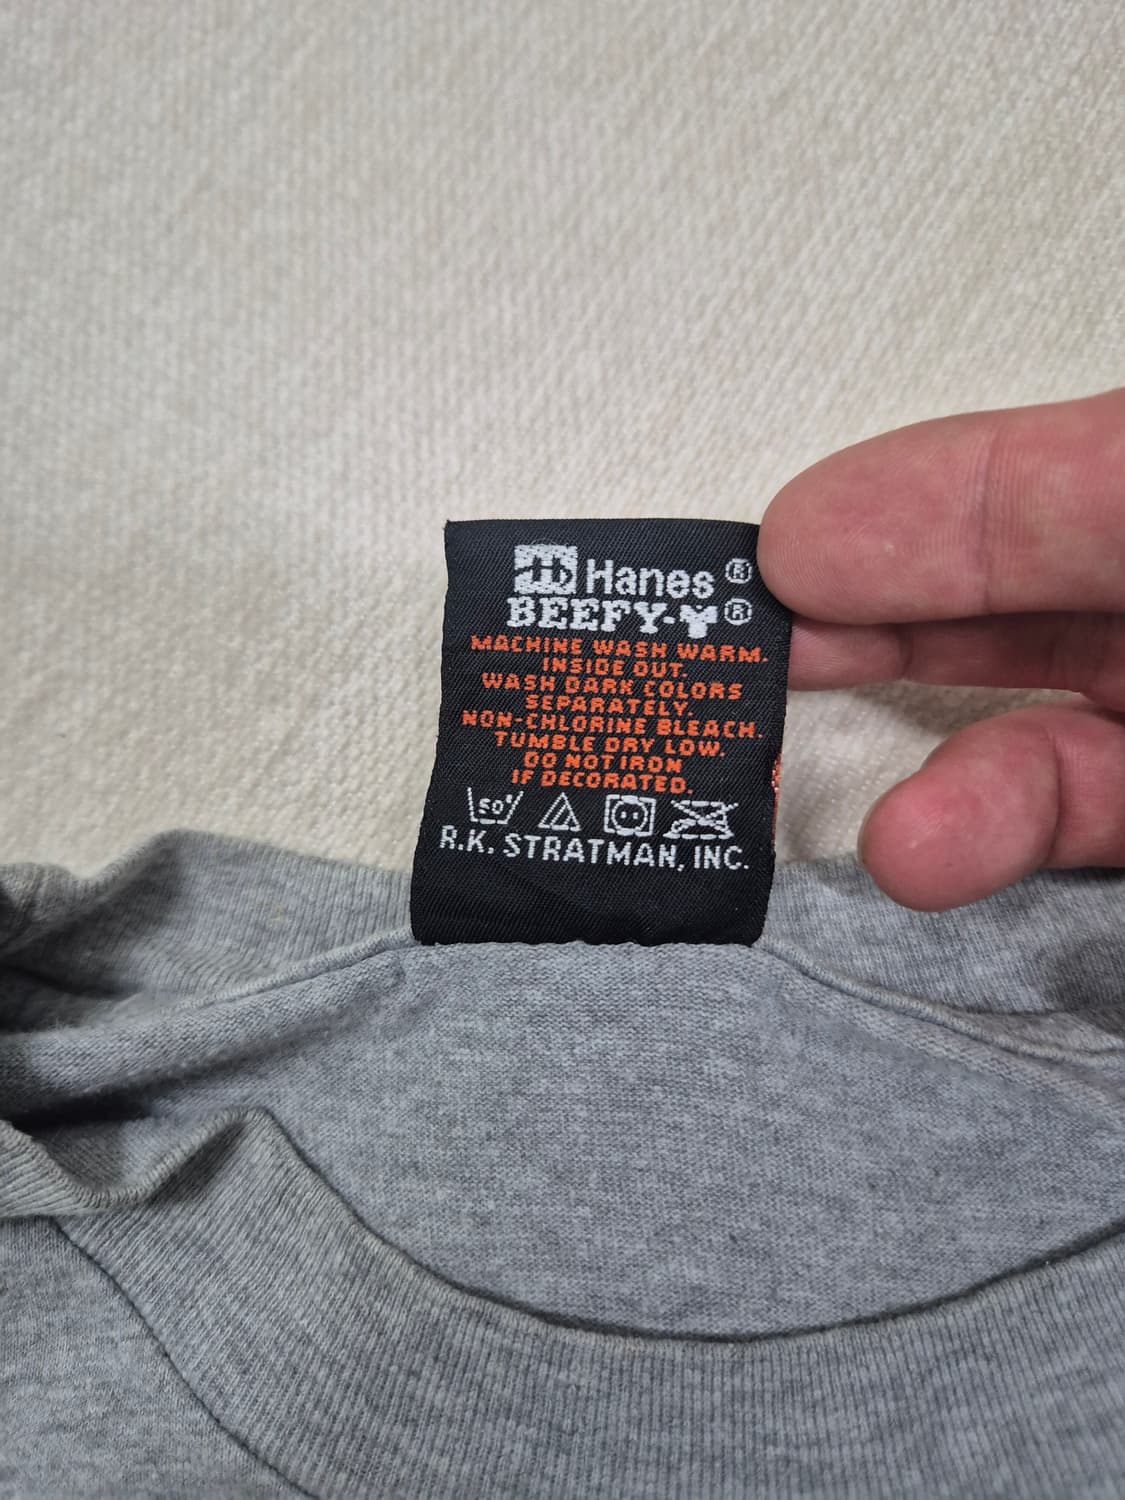 Hanes ®
BEEFY-T ®
MACHINE WASH WARM.
INSIDE OUT.
WASH DARK COLORS
SEPARATELY.
NON-CHLORINE BLEACH.
TUMBLE DRY LOW.
DO NOT IRON
IF DECORATED.
50°
R.K. STRATMAN, INC.